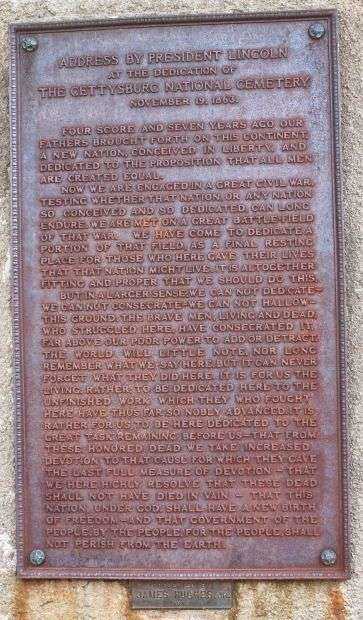 ADDRESS BY PRESIDENT LINCOLN
AT THE DEDICATION OF
THE GETTYSBURG NATIONAL CEMETERY
NOVEMBER 19, 1863.
FOUR SCORE AND SEVEN YEARS AGO OUR
FATHERS BROUGHT FORTH ON THIS CONTINENT,
A NEW NATION, CONCEIVED IN LIBERTY, AND
DEDICATED TO THE PROPOSITION THAT ALL MEN
ARE CREATED EQUAL.
NOW WE ARE ENGAGED IN A GREAT CIVIL WAR,
TESTING WHETHER THAT NATION, OR ANY NATION
SO CONCEIVED AND SO DEDICATED, CAN LONG
ENDURE. WE ARE MET ON A GREAT BATTLE-FIELD
OF THAT WAR. WE HAVE COME TO DEDICATE A
PORTION OF THAT FIELD, AS A FINAL RESTING
PLACE FOR THOSE WHO HERE GAVE THEIR LIVES
THAT THAT NATION MIGHT LIVE. IT IS ALTOGETHER
FITTING AND PROPER THAT WE SHOULD DO THIS.
BUT, IN A LARGER SENSE, WE CAN NOT DEDICATE—
WE CAN NOT CONSECRATE—WE CAN NOT HALLOW—
THIS GROUND. THE BRAVE MEN, LIVING AND DEAD,
WHO STRUGGLED HERE, HAVE CONSECRATED IT,
FAR ABOVE OUR POOR POWER TO ADD OR DETRACT.
THE WORLD WILL LITTLE NOTE, NOR LONG
REMEMBER WHAT WE SAY HERE, BUT IT CAN NEVER
FORGET WHAT THEY DID HERE. IT IS FOR US THE
LIVING, RATHER, TO BE DEDICATED HERE TO THE
UNFINISHED WORK WHICH THEY WHO FOUGHT
HERE HAVE THUS FAR SO NOBLY ADVANCED. IT IS
RATHER FOR US TO BE HERE DEDICATED TO THE
GREAT TASK REMAINING BEFORE US—THAT FROM
THESE HONORED DEAD WE TAKE INCREASED
DEVOTION TO THAT CAUSE FOR WHICH THEY GAVE
THE LAST FULL MEASURE OF DEVOTION—THAT
WE HERE HIGHLY RESOLVE THAT THESE DEAD
SHALL NOT HAVE DIED IN VAIN—THAT THIS
NATION, UNDER GOD, SHALL HAVE A NEW BIRTH
OF FREEDOM—AND THAT GOVERNMENT OF THE
PEOPLE, BY THE PEOPLE, FOR THE PEOPLE, SHALL
NOT PERISH FROM THE EARTH.
JAMES HUGHES